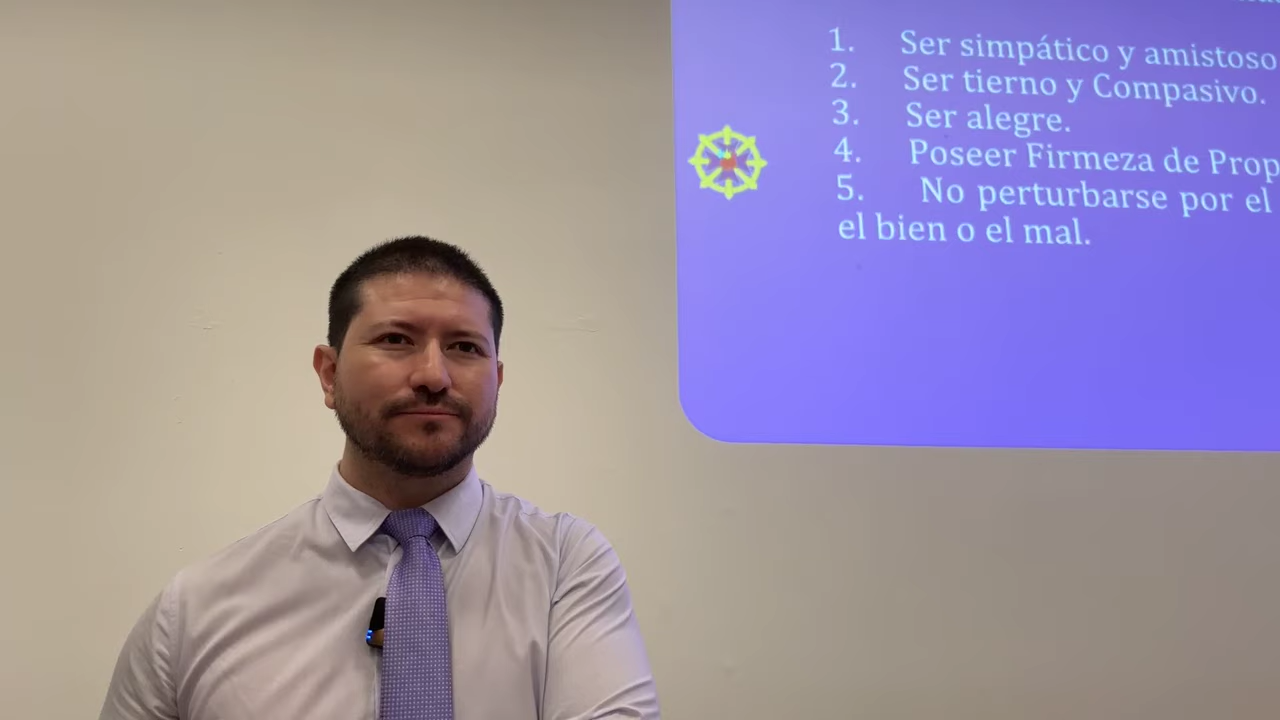 1. Ser simpático y amistoso
2. Ser tierno y Compasivo.
3. Ser alegre.
4. Poseer Firmeza de Prop
5. No perturbarse por el
el bien o el mal.